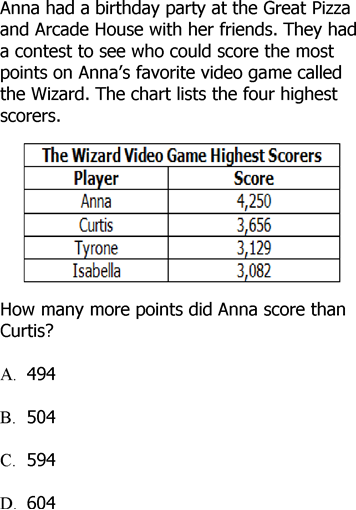 Anna had a birthday party at the Great Pizza
and Arcade House with her friends. They had
a contest to see who could score the most
points on Anna's favorite video game called
the Wizard. The chart lists the four highest
scorers.
The Wizard Video Game Highest Scorers
Player Score
Anna 4,250
Curtis 3,656
Tyrone 3,129
Isabella 3,082
How many more points did Anna score than
Curtis?
A. 494
B. 504
C. 594
D. 604